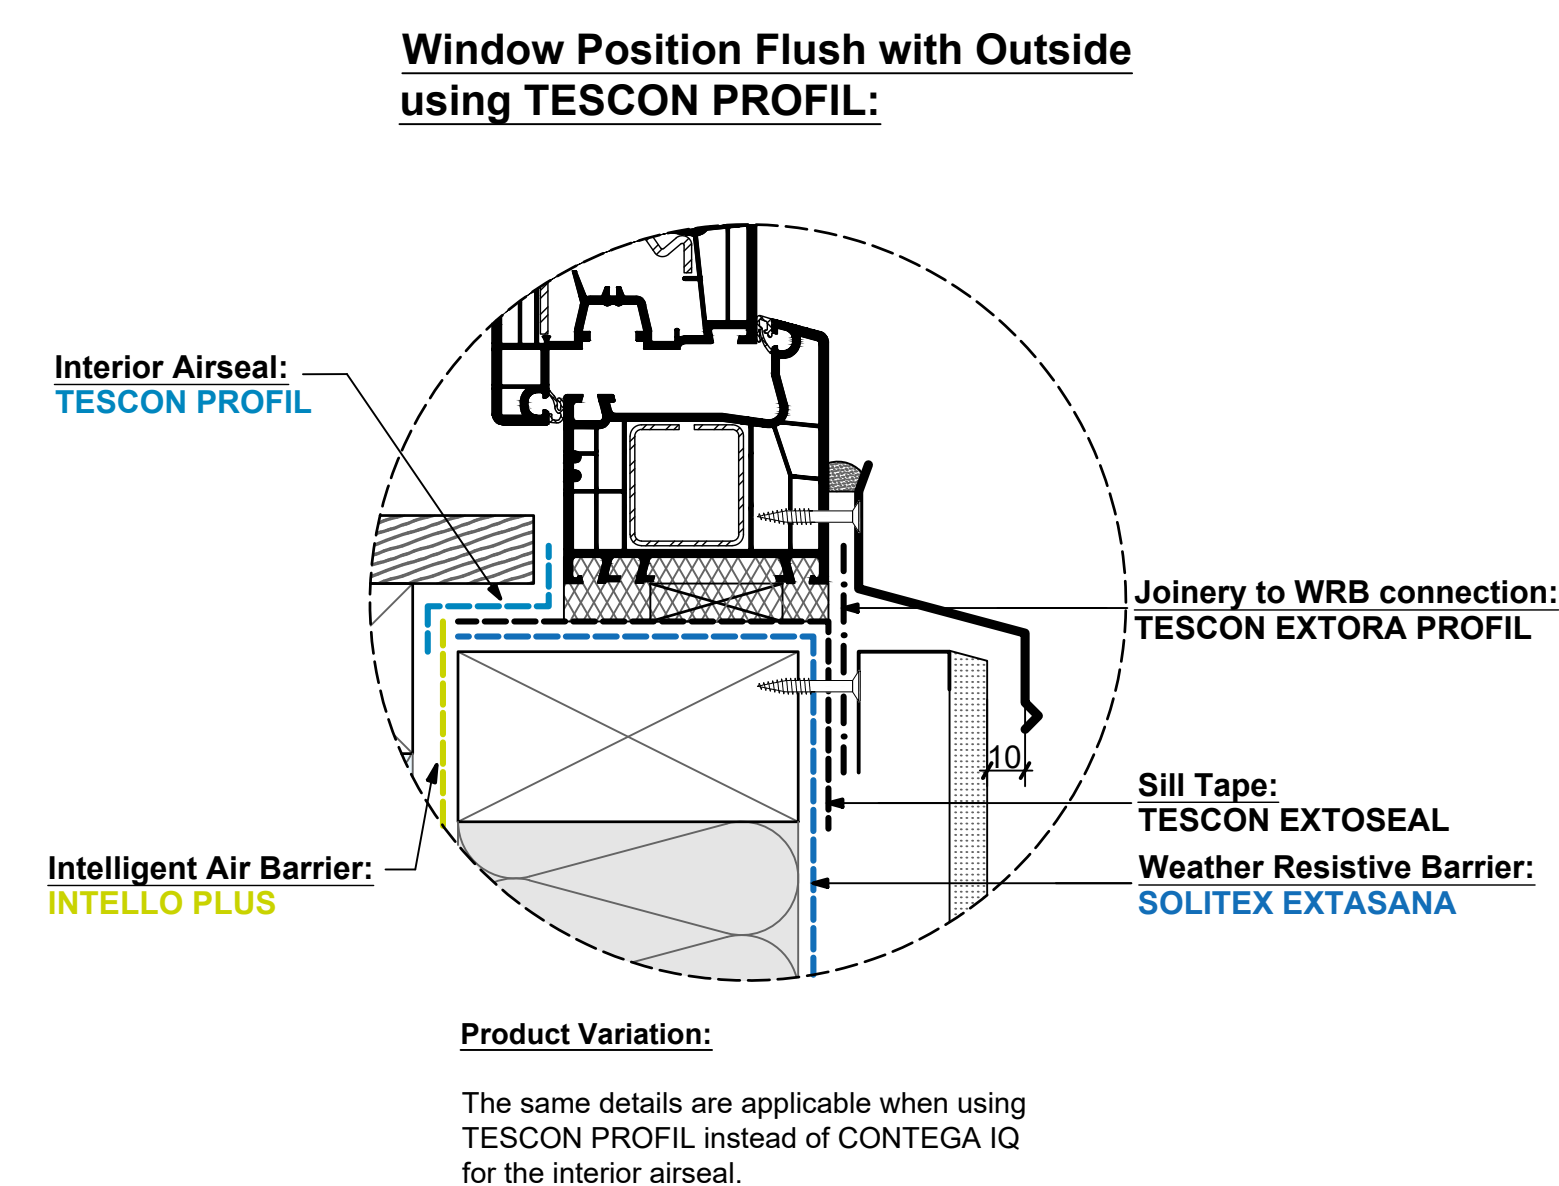 Window Position Flush with Outside
using TESCON PROFIL:
Interior Airseal:
TESCON PROFIL
Joinery to WRB connection:
TESCON EXTORA PROFIL
10
Sill Tape:
TESCON EXTOSEAL
Intelligent Air Barrier:
INTELLO PLUS
Weather Resistive Barrier:
SOLITEX EXTASANA
Product Variation:
The same details are applicable when using
TESCON PROFIL instead of CONTEGA IQ
for the interior airseal.